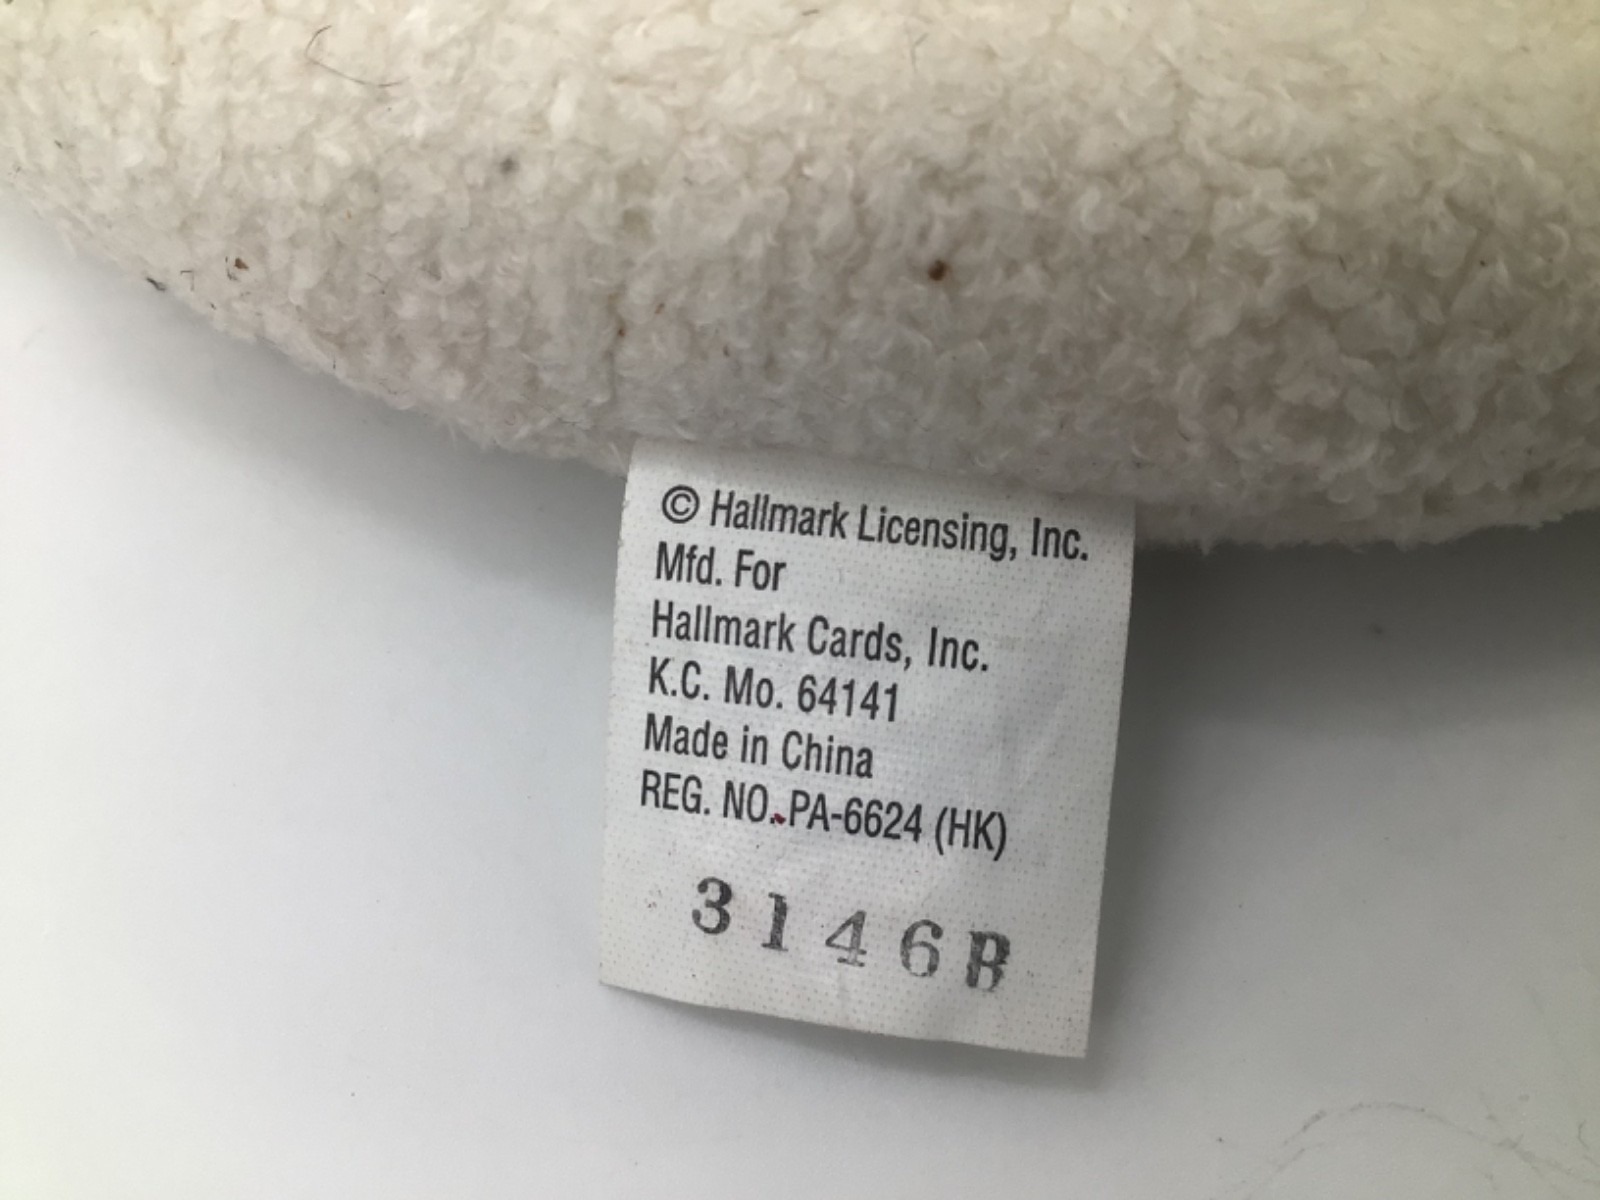 © Hallmark Licensing, Inc.
Mfd. For
Hallmark Cards, Inc.
K.C. Mo. 64141
Made in China
REG. NO. PA-6624 (HK)
3146B